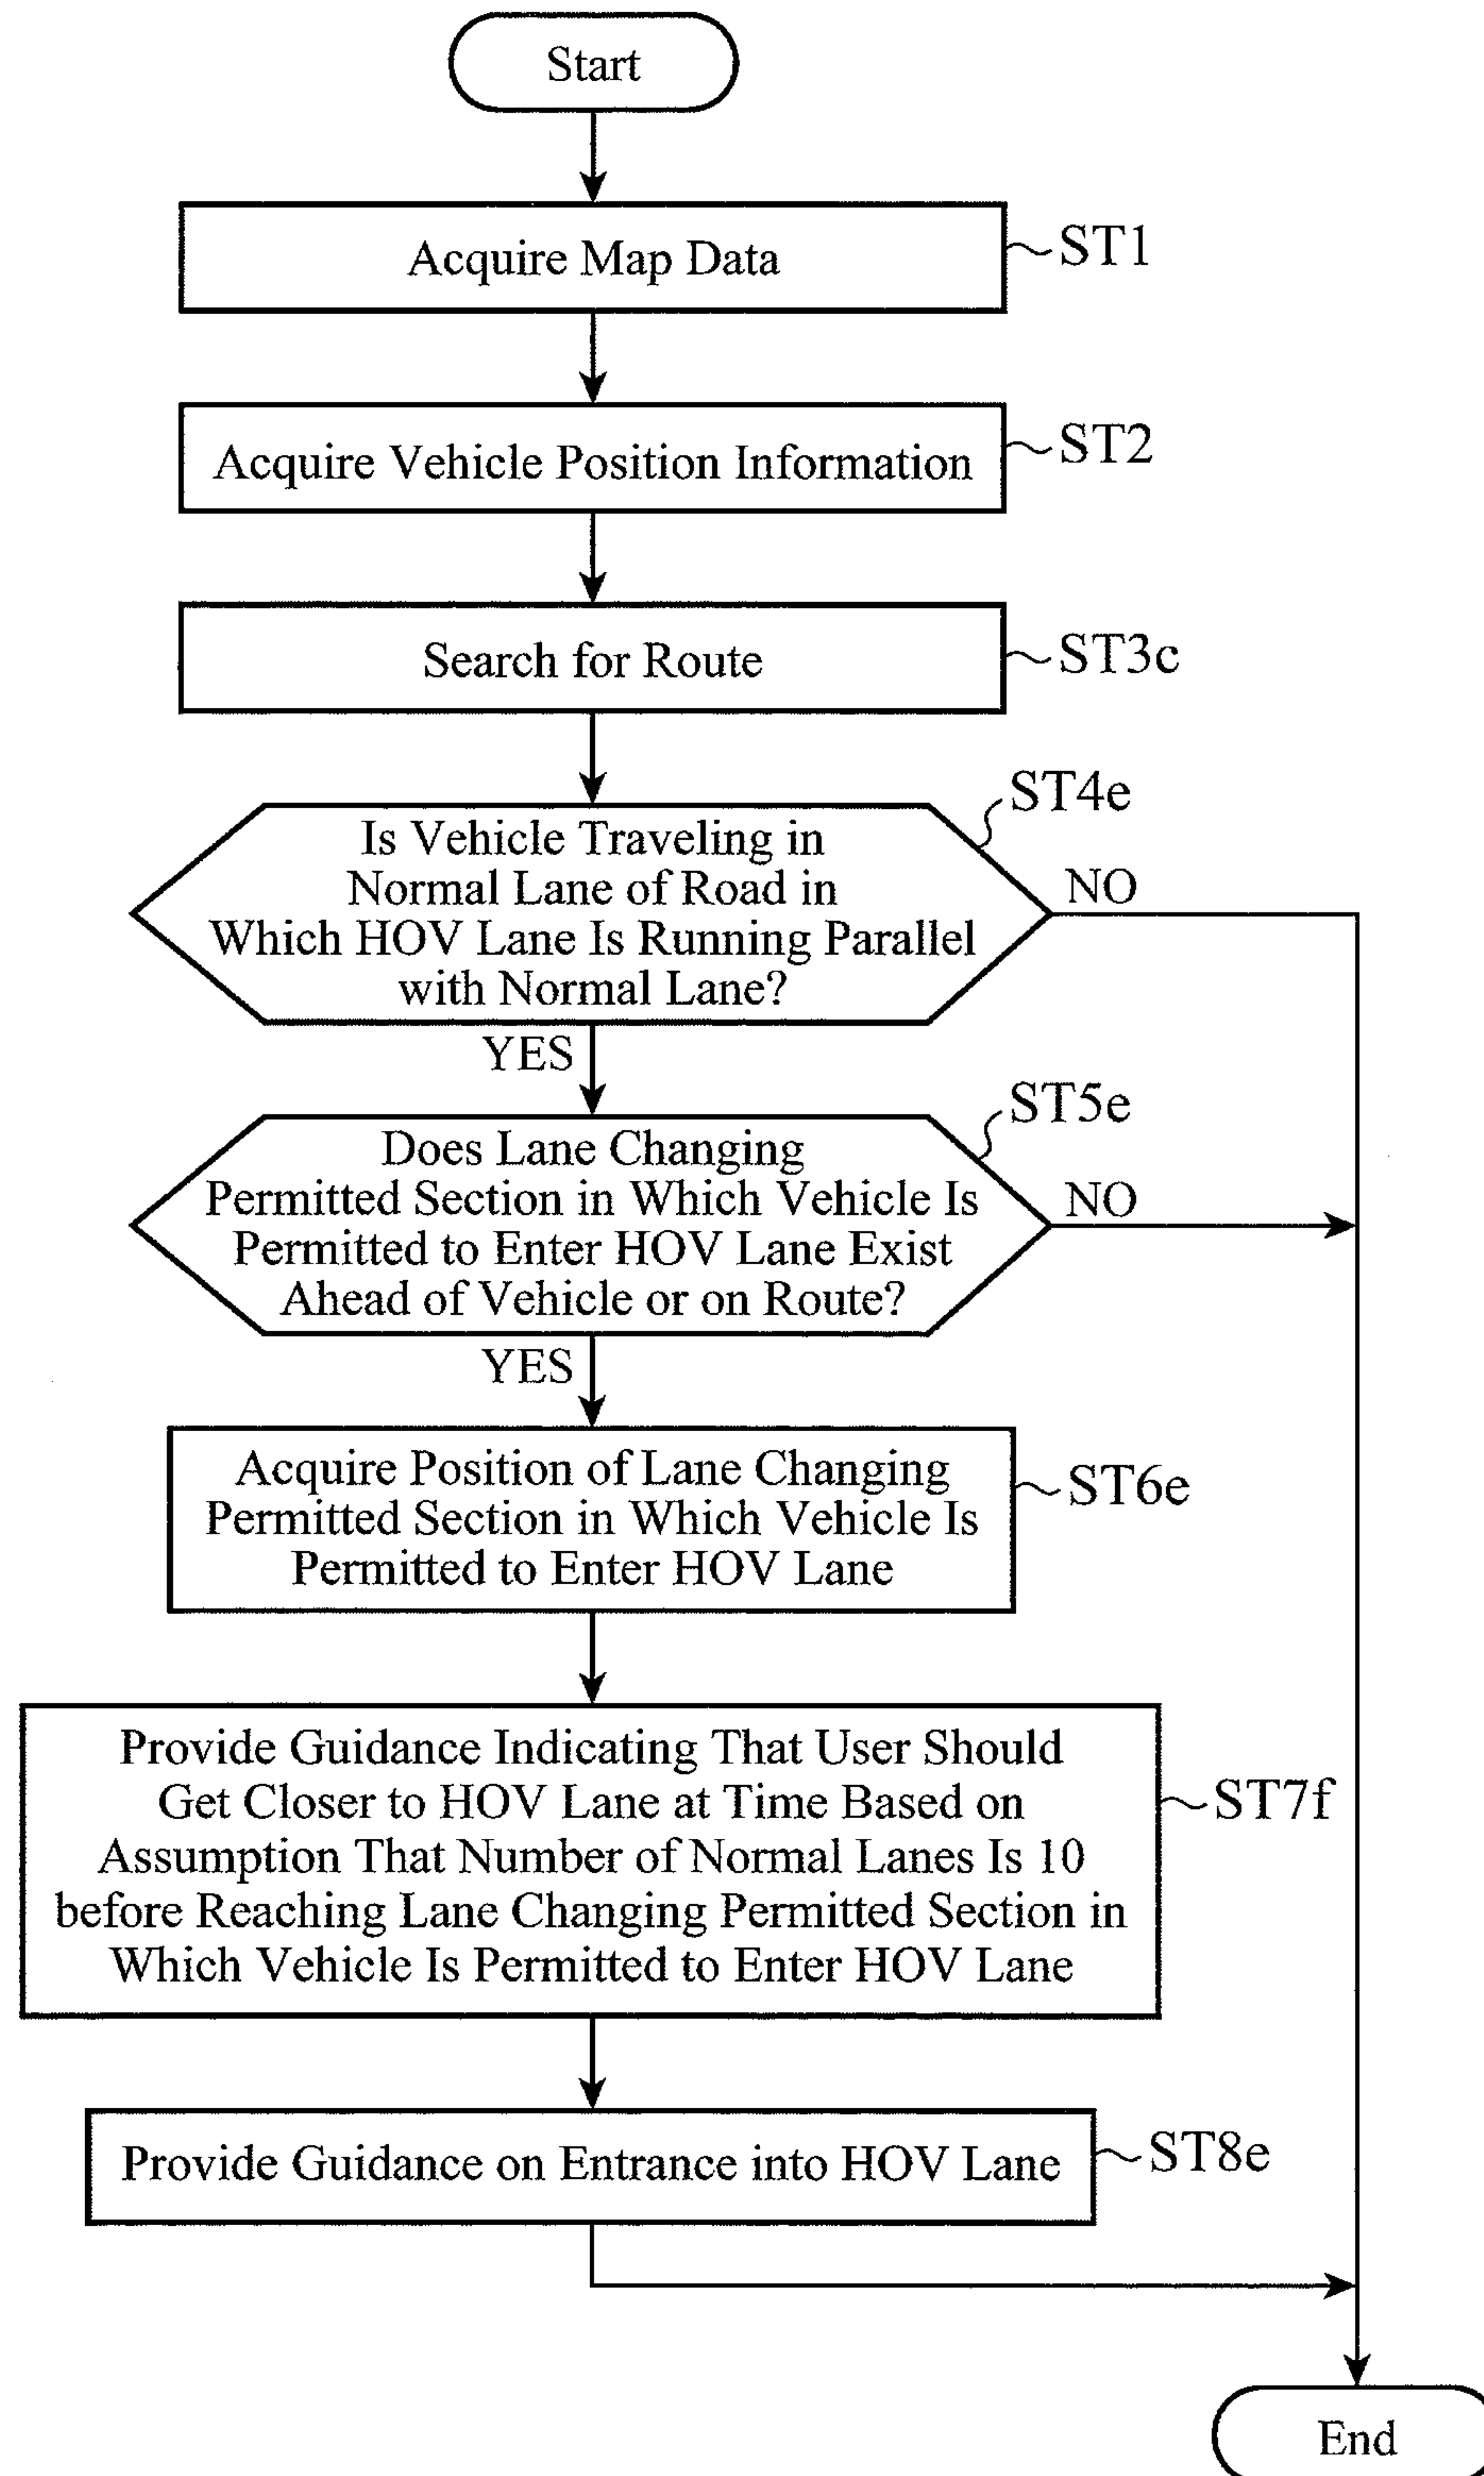 Start
Acquire Map Data
ST1
Acquire Vehicle Position Information
ST2
Search for Route
ST3c
ST4e
Is Vehicle Traveling in
Normal Lane of Road in
Which HOV Lane Is Running Parallel
with Normal Lane?
NO
YES
ST5e
Does Lane Changing
Permitted Section in Which Vehicle Is
Permitted to Enter HOV Lane Exist
Ahead of Vehicle or on Route?
NO
YES
Acquire Position of Lane Changing
Permitted Section in Which Vehicle Is
Permitted to Enter HOV Lane
ST6e
Provide Guidance Indicating That User Should
Get Closer to HOV Lane at Time Based on
Assumption That Number of Normal Lanes Is 10
before Reaching Lane Changing Permitted Section in
Which Vehicle Is Permitted to Enter HOV Lane
ST7f
Provide Guidance on Entrance into HOV Lane
ST8e
End